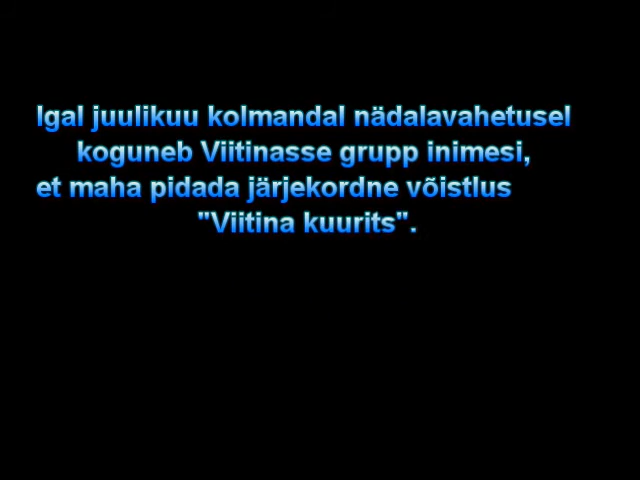 Igal juulikuu kolmandal nädalavahetusel
koguneb Viitinasse grupp inimesi,
et maha pidada järjekordne võistlus
"Viitina kuurits".